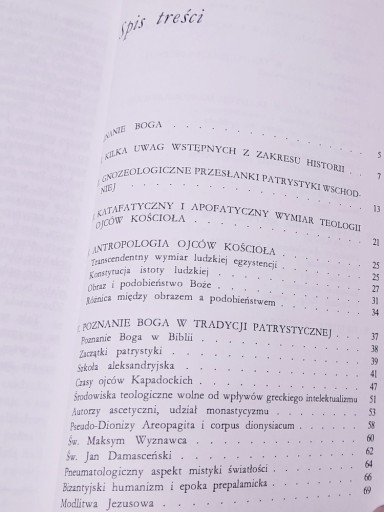 Spis treści
NANIE BOGA . . . . . . . . . . . 5
KILKA UWAG WSTĘPNYCH Z ZAKRESU HISTORII . . 7
GNOZEOLOGICZNE PRZESŁANKI PATRYSTYKI WSCHOD-
NIEJ . . . . . . . . . . . 13
KATAFATYCZNY I APOFATYCZNY WYMIAR TEOLOGII
OJCÓW KOŚCIOŁA . . . . . . . . . 21
ANTROPOLOGIA OJCÓW KOŚCIOŁA . . . . . 25
Transcendentny wymiar ludzkiej egzystencji . . . . 25
Konstytucja istoty ludzkiej . . . . . . . 27
Obraz i podobieństwo Boże . . . . . . . 31
Różnica między obrazem a podobieństwem . . . . 34
POZNANIE BOGA W TRADYCJI PATRYSTYCZNEJ . . 37
Poznanie Boga w Biblii . . . . . . . . 38
Zaczątki patrystyki . . . . . . . . . 39
Szkoła aleksandryjska . . . . . . . . 41
Czasy ojców Kapadockich . . . . . . . 47
Środowiska teologiczne wolne od wpływów greckiego intelektualizmu 51
Autorzy ascetyczni, udział monastycyzmu . . . . 53
Pseudo-Dionizy Areopagita i corpus dionysiacum . . 58
Św. Maksym Wyznawca . . . . . . . . 60
Św. Jan Damasceński . . . . . . . . 62
Pneumatologiczny aspekt mistyki światłości . . . . 64
Bizantyjski humanizm i epoka prepalamicka . . . . 66
Modlitwa Jezusowa . . . . . . . . . 69